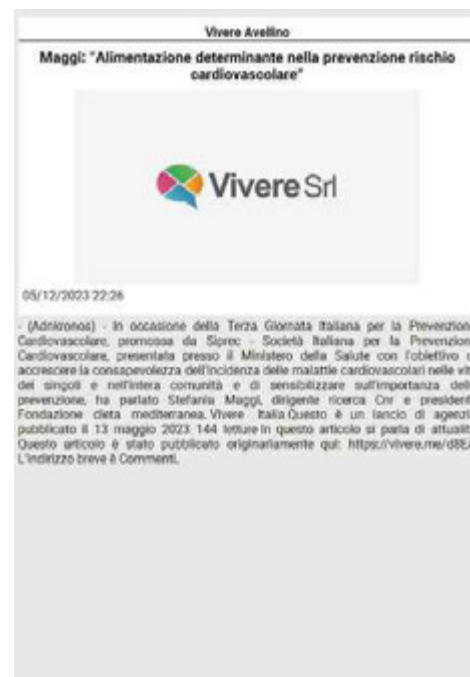 Vivere Avellino
Maggi: "Alimentazione determinante nella prevenzione rischio
cardiovascolare"
Vivere Srl
05/12/2023 22:26
- (Adnkronos) - In occasione della Terza Giornata Italiana per la Prevenzion
Cardiovascolare, promossa da Siprec - Società Italiana per la Prevenzion
Cardiovascolare, presentata presso il Ministero della Salute con l'obiettivo
accrescere la consapevolezza dell'incidenza delle malattie cardiovascolari nelle vit
dei singoli e nell'intera comunità e di sensibilizzare sull'importanza del
prevenzione, ha parlato Stefania Maggi, dirigente ricerca Cnr e president
Fondazione dieta mediterranea. Vivere Italia Questo è un lancio di agenzi
pubblicato il 13 maggio 2023 144 letture In questo articolo si parla di attualit
Questo articolo è stato pubblicato originariamente qui: https://vivere.me/d8E
L'indirizzo breve è Commenti.